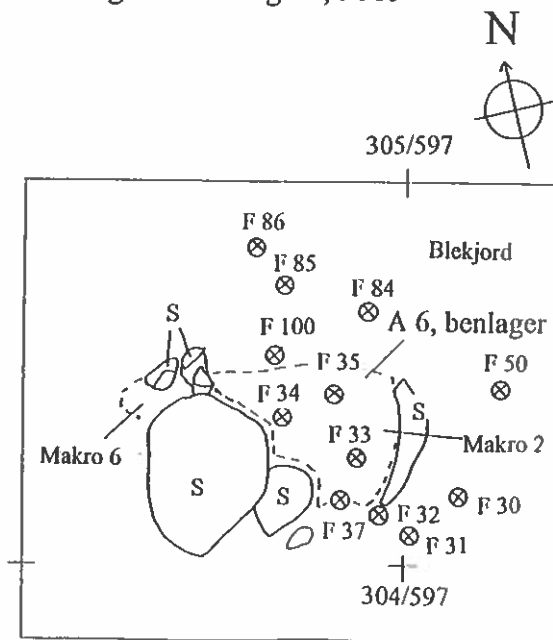 N
305/597
F 86
Blekjord
F 85
F 84
S
F 100
A 6, benlager
F 35
F 50
F 34
S
Makro 6
F 33
Makro 2
S
S
F 30
F 37
F 32
F 31
304/597